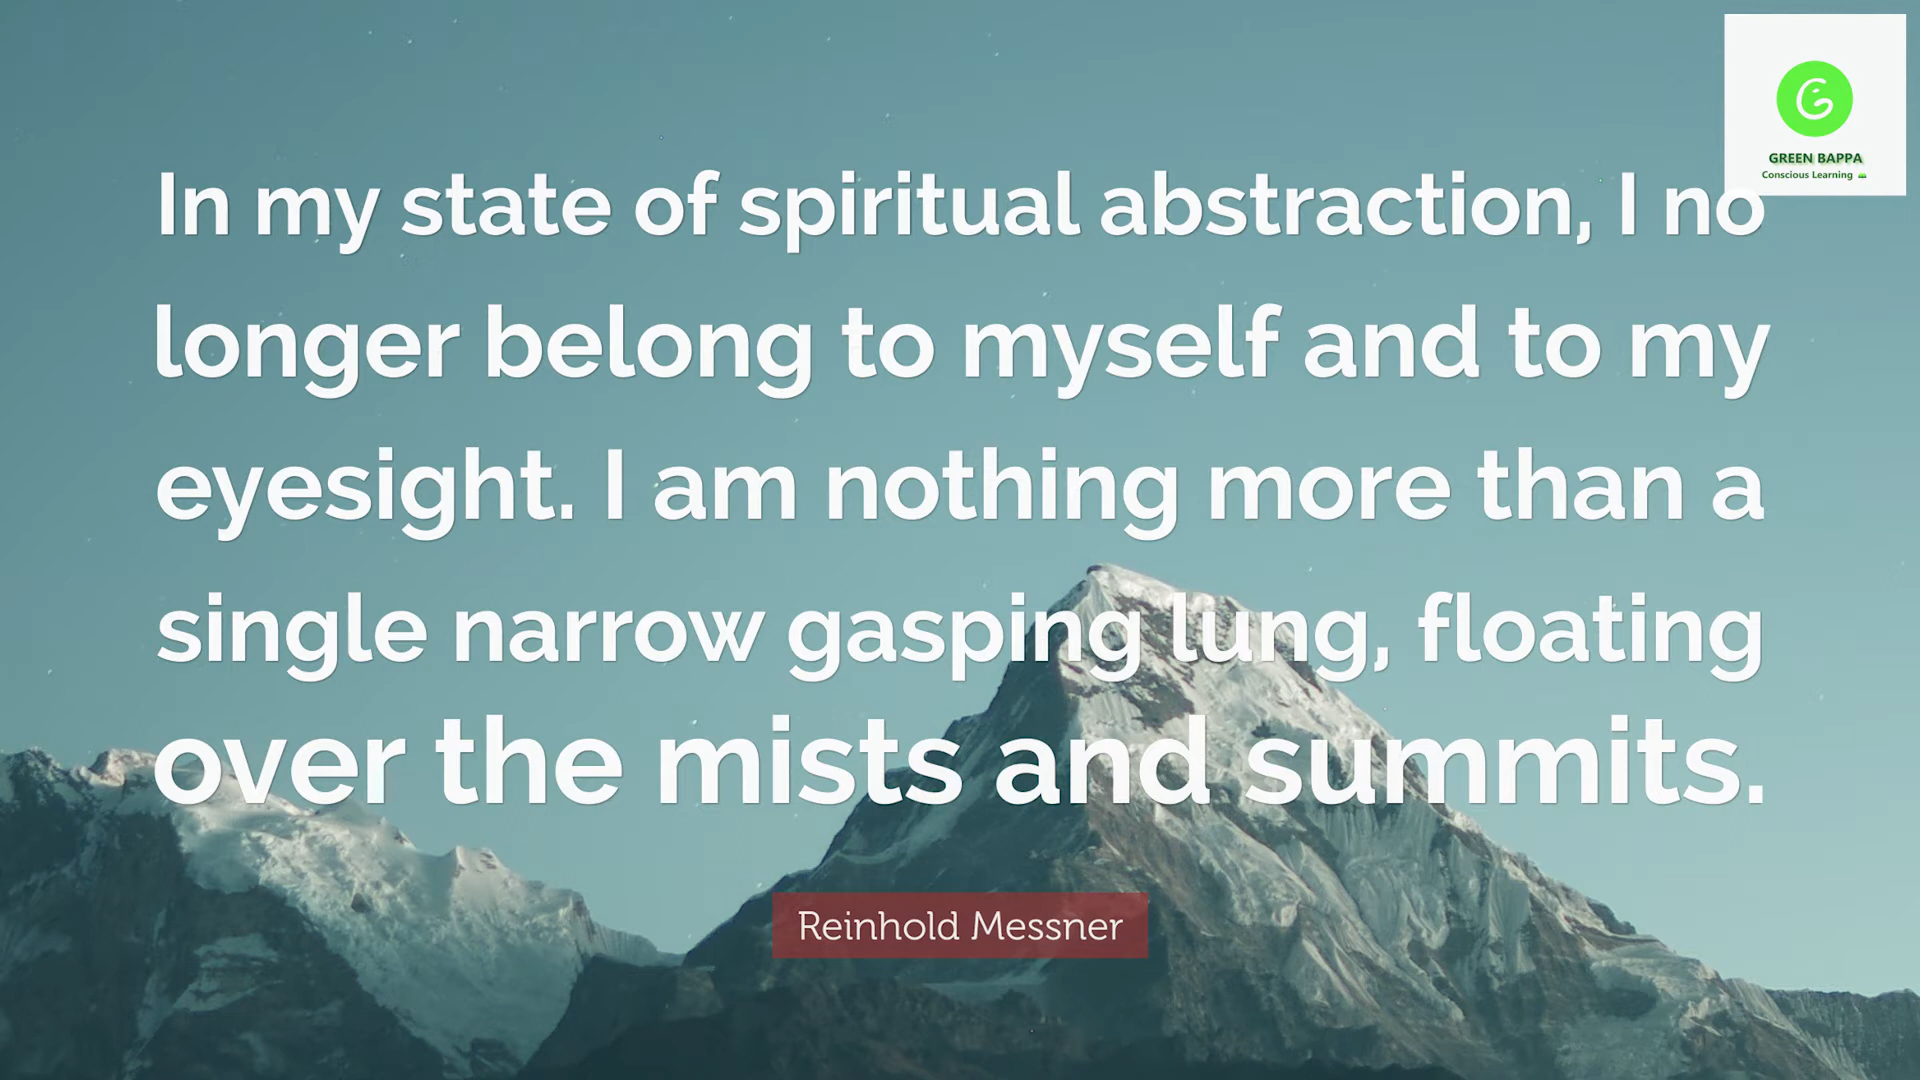 GREEN BAPPA
Conscious Learning
In my state of spiritual abstraction, I no
longer belong to myself and to my
eyesight. I am nothing more than a
single narrow gasping lung, floating
over the mists and summits.
Reinhold Messner